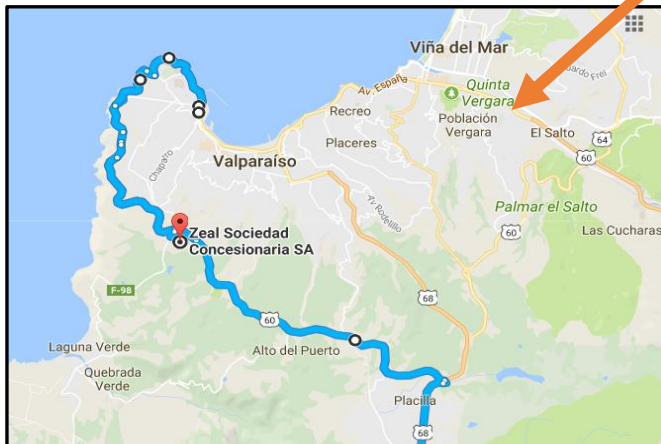 Viña del Mar
Av. España
Quinta
Vergara
Recreo
Población
Vergara
El Salto
64
60
Placeres
Valparaíso
Av Rodelillo
Palmar el Salto
Las Cucharas
Zeal Sociedad
Concesionaria SA
F-98
68
60
Laguna Verde
Alto del Puerto
Quebrada
Verde
Placilla
68